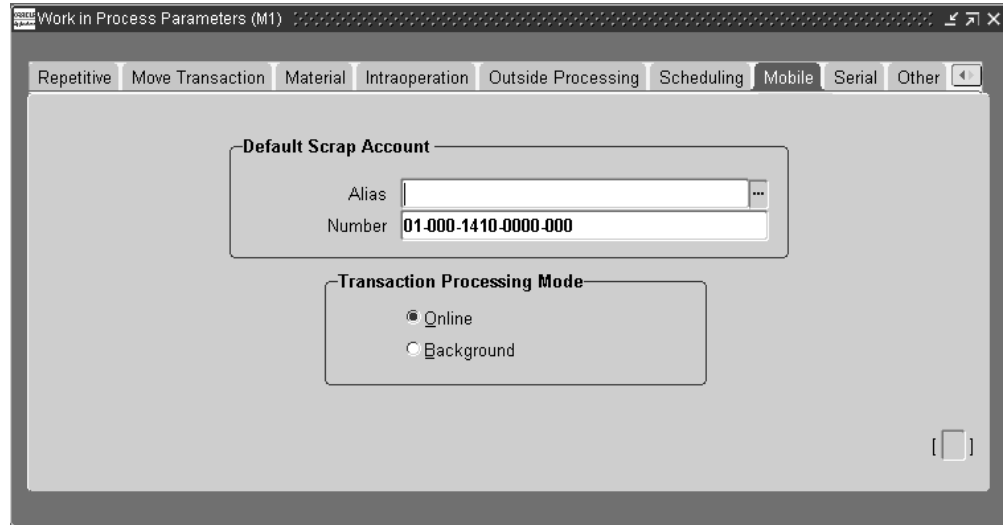 Work in Process Parameters (M1)
Repetitive Move Transaction Material Intraoperation Outside Processing Scheduling Mobile Serial Other
Default Scrap Account
Alias
Number 01-000-1410-0000-000
Transaction Processing Mode
Online
Background
[ ]